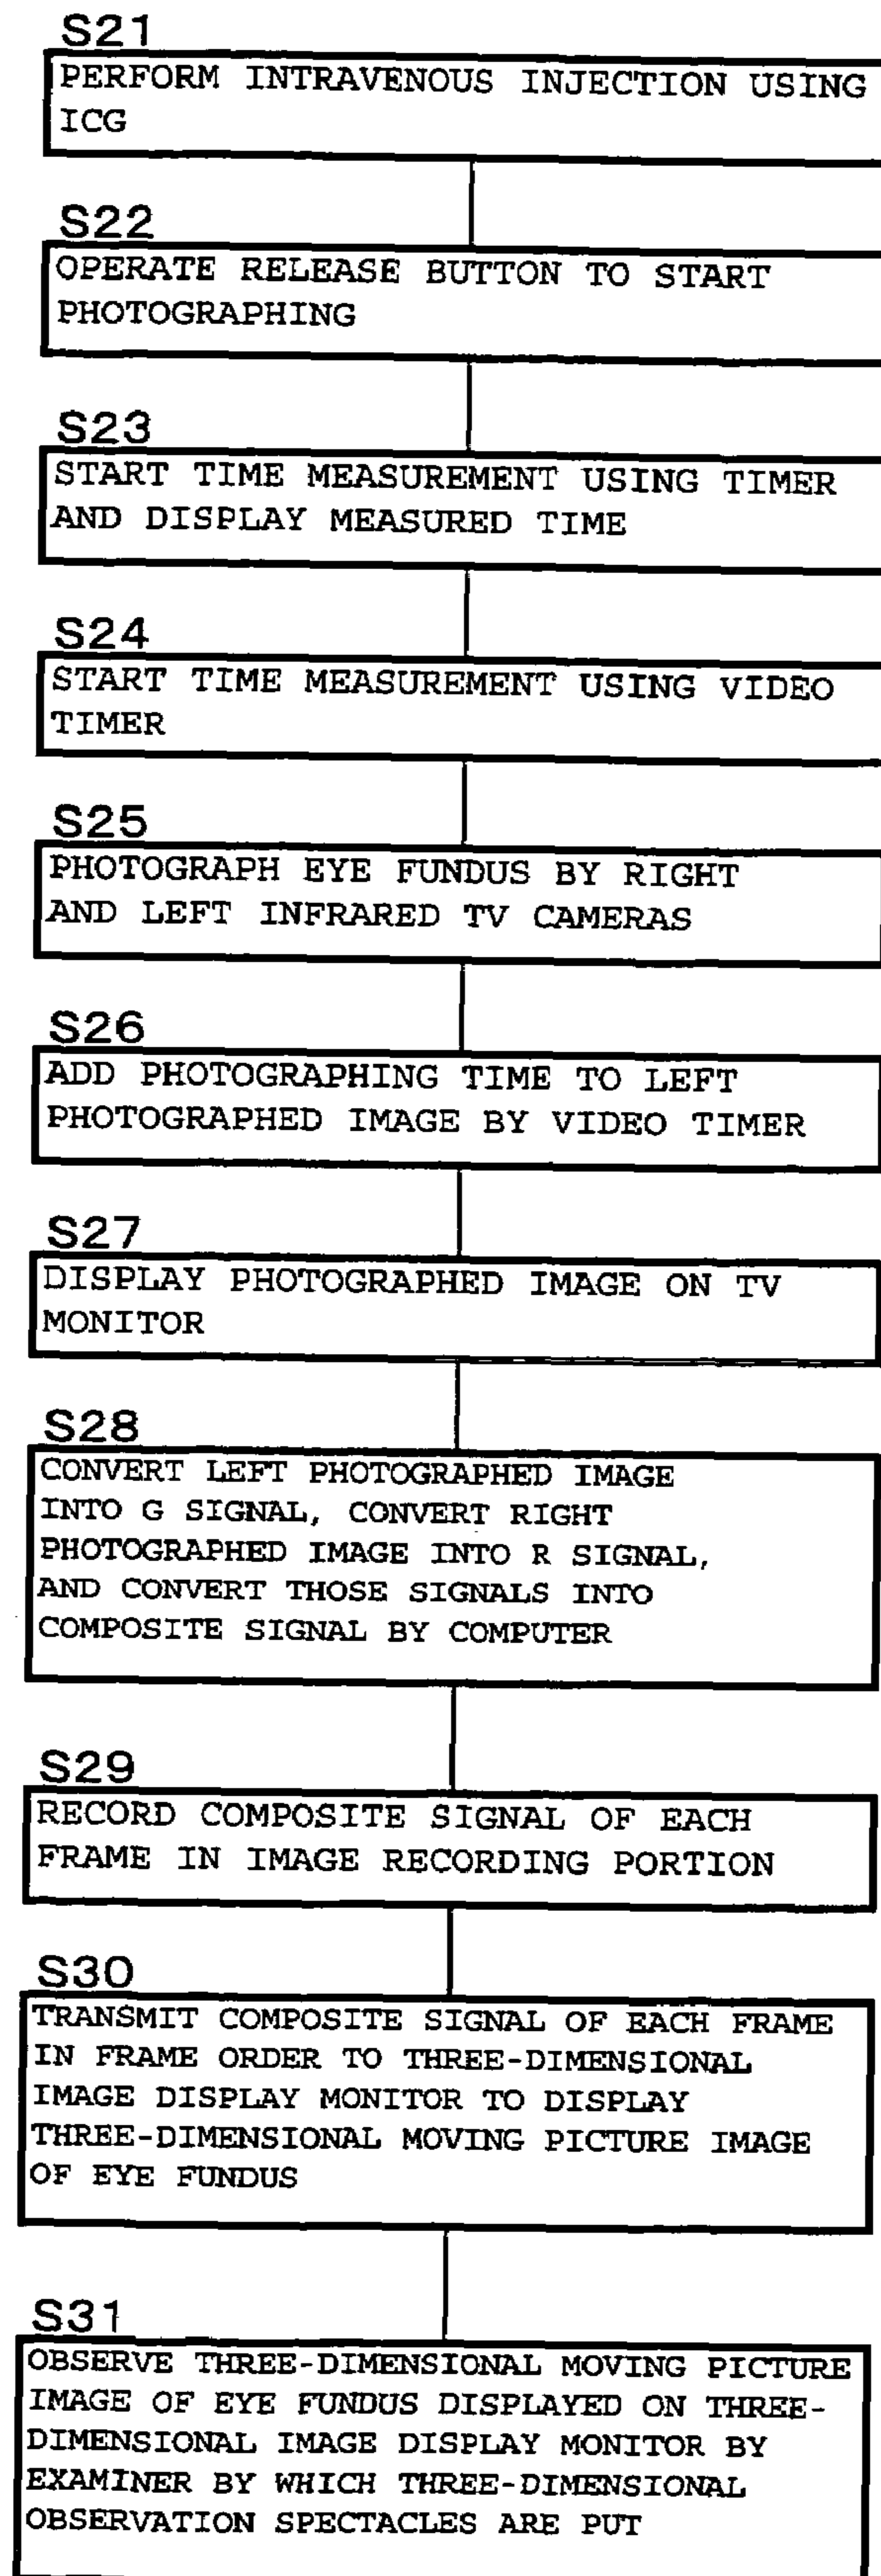 S21
PERFORM INTRAVENOUS INJECTION USING
ICG
S22
OPERATE RELEASE BUTTON TO START
PHOTOGRAPHING
S23
START TIME MEASUREMENT USING TIMER
AND DISPLAY MEASURED TIME
S24
START TIME MEASUREMENT USING VIDEO
TIMER
S25
PHOTOGRAPH EYE FUNDUS BY RIGHT
AND LEFT INFRARED TV CAMERAS
S26
ADD PHOTOGRAPHING TIME TO LEFT
PHOTOGRAPHED IMAGE BY VIDEO TIMER
S27
DISPLAY PHOTOGRAPHED IMAGE ON TV
MONITOR
S28
CONVERT LEFT PHOTOGRAPHED IMAGE
INTO G SIGNAL, CONVERT RIGHT
PHOTOGRAPHED IMAGE INTO R SIGNAL,
AND CONVERT THOSE SIGNALS INTO
COMPOSITE SIGNAL BY COMPUTER
S29
RECORD COMPOSITE SIGNAL OF EACH
FRAME IN IMAGE RECORDING PORTION
S30
TRANSMIT COMPOSITE SIGNAL OF EACH FRAME
IN FRAME ORDER TO THREE-DIMENSIONAL
IMAGE DISPLAY MONITOR TO DISPLAY
THREE-DIMENSIONAL MOVING PICTURE IMAGE
OF EYE FUNDUS
S31
OBSERVE THREE-DIMENSIONAL MOVING PICTURE
IMAGE OF EYE FUNDUS DISPLAYED ON THREE-
DIMENSIONAL IMAGE DISPLAY MONITOR BY
EXAMINER BY WHICH THREE-DIMENSIONAL
OBSERVATION SPECTACLES ARE PUT